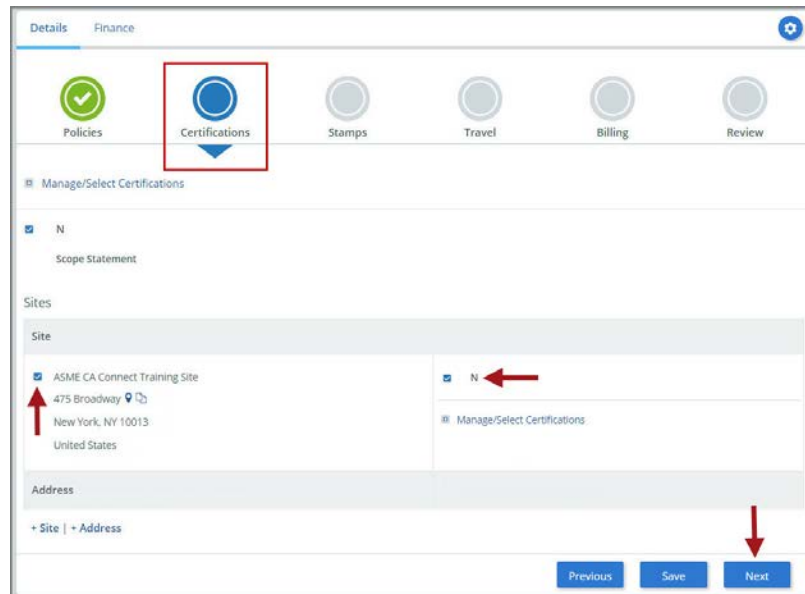 Details Finance
Policies Certifications Stamps Travel Billing Review
Manage/Select Certifications
N
Scope Statement
Sites
Site
ASME CA Connect Training Site
475 Broadway
New York, NY 10013
United States
N
Manage/Select Certifications
Address
+ Site | + Address
Previous Save Next